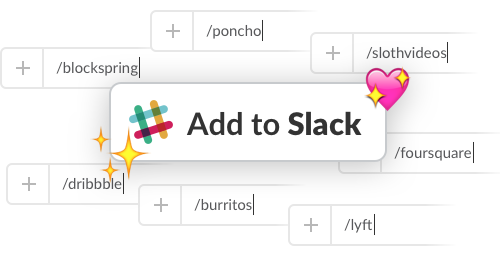 /poncho
/slothvideos
/blockspring
Add to Slack
/foursquare
/dribbble
/burritos
/lyft